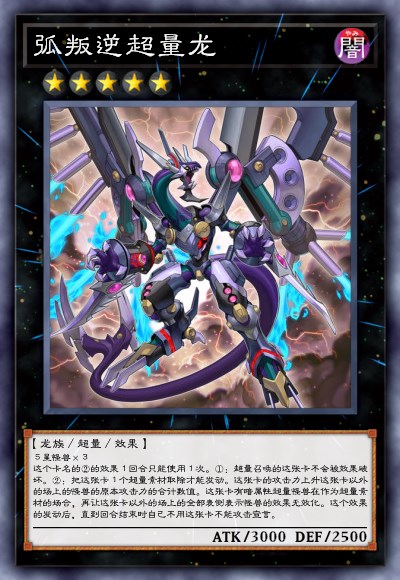 弧叛逆超量龙
やみ
闇
【龙族／超量／效果】
５星怪兽×３
这个卡名的②的效果１回合只能使用１次。①：超量召唤的这张卡不会被效果破
坏。②：把这张卡１个超量素材取除才能发动。这张卡的攻击力上升这张卡以外
的场上的怪兽的原本攻击力的合计数值。这张卡有暗属性超量怪兽在作为超量素
材的场合，再让这张卡以外的场上的全部表侧表示怪兽的效果无效化。这个效果
的发动后，直到回合结束时自己不用这张卡不能攻击宣言。
ATK/3000 DEF/2500